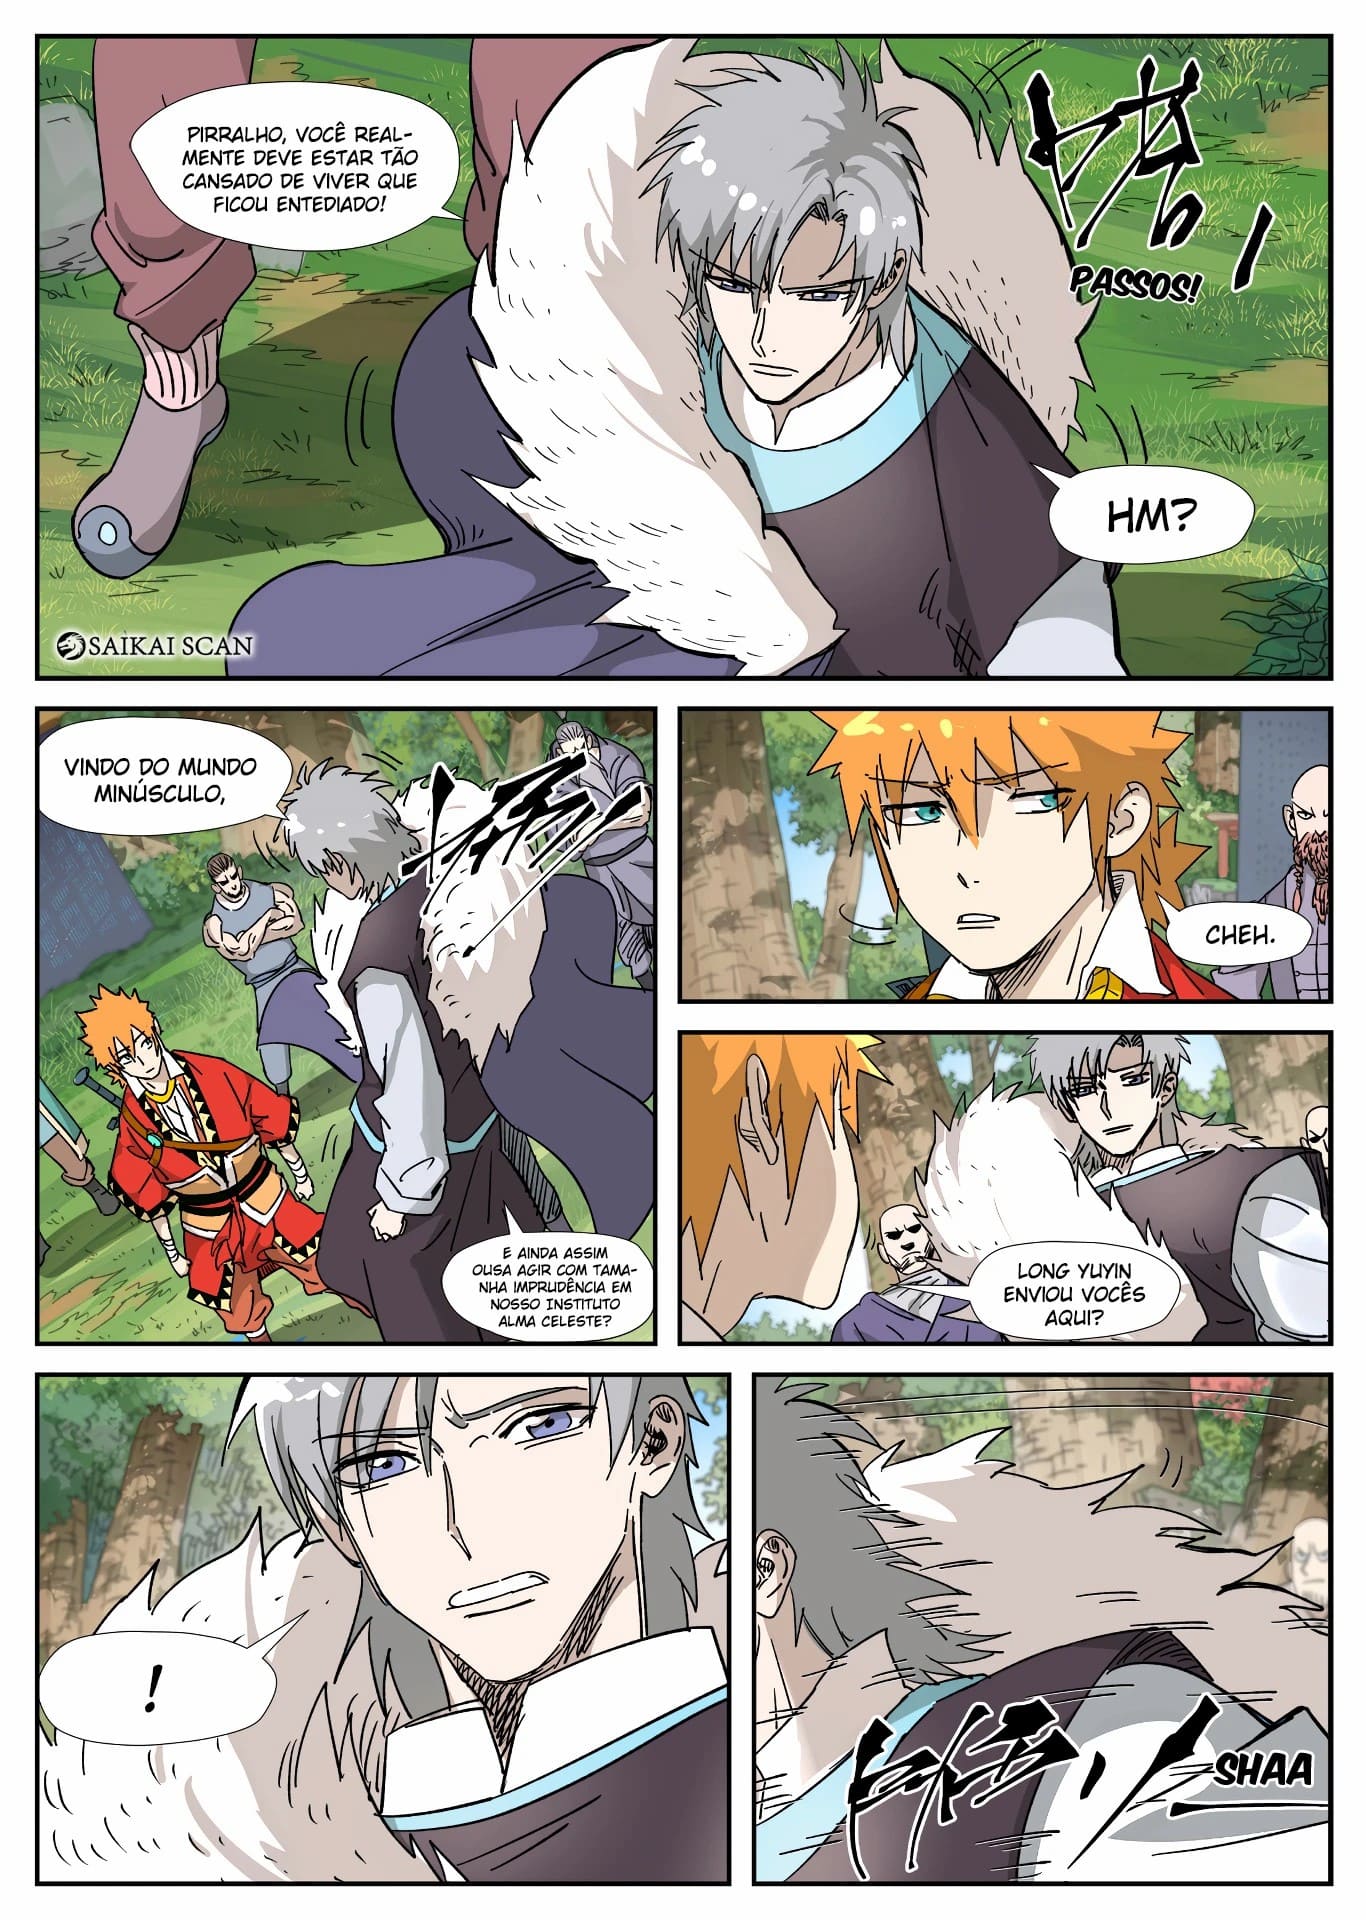 PIRRALHO, VOCÊ REAL-
MENTE DEVE ESTAR TÃO
CANSADO DE VIVER QUE
FICOU ENTEDIADO!
PASSOS!
HM?
SAIKAI SCAN
VINDO DO MUNDO
MINÚSCULO,
E AINDA ASSIM
OUSA AGIR COM TAMA-
NHA IMPRUDÊNCIA EM
NOSSO INSTITUTO
ALMA CELESTE?
CHEH.
LONG YUYIN
ENVIOU VOCÊS
AQUI?
!
SHAA